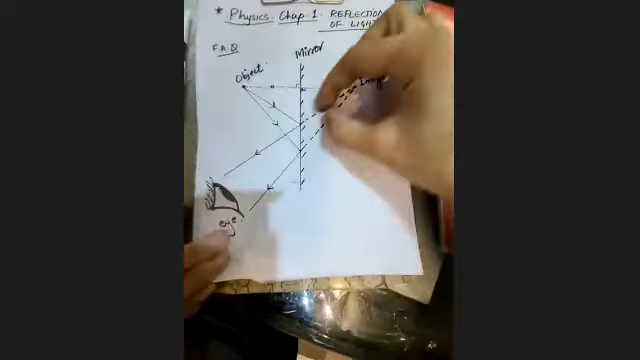 * Physics Chap 1 REFLECTION
OF LIGHT
F.A.Q
Mirror
Object
eye